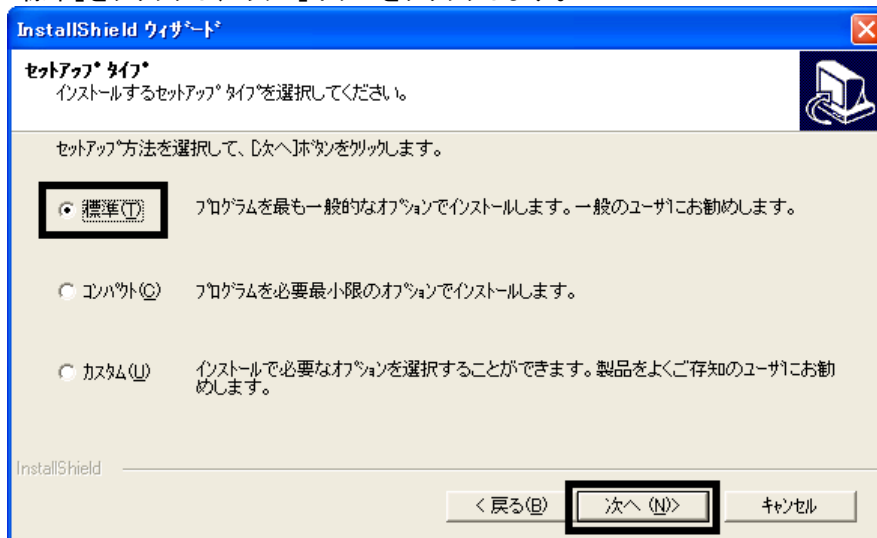 InstallShield ウィザード
セットアップ タイプ
インストールするセットアップ タイプを選択してください。
セットアップ方法を選択して、[次へ]ボタンをクリックします。
標準(T)
プログラムを最も一般的なオプションでインストールします。一般のユーザにお勧めします。
コンパクト(C)
プログラムを必要最小限のオプションでインストールします。
カスタム(U)
インストールで必要なオプションを選択することができます。製品をよくご存知のユーザにお勧
めします。
InstallShield
< 戻る(B)
次へ (N)>
キャンセル